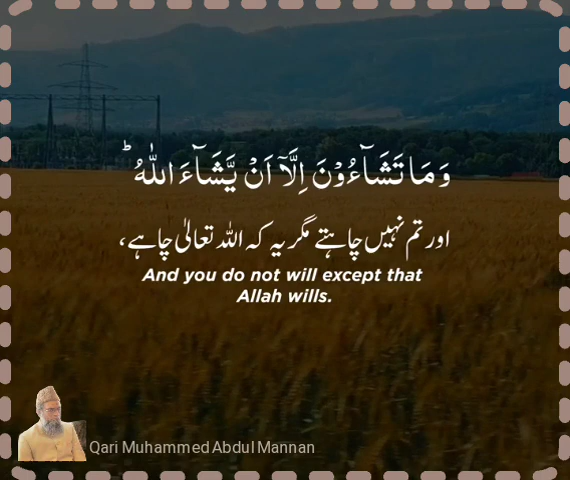 وَمَا تَشَآءُوْنَ اِلَّاۤ اَنْ يَّشَآءَ اللّٰهُ ؕ
اور تم نہیں چاہتے مگر یہ کہ اللہ تعالیٰ چاہے،
And you do not will except that
Allah wills.
Qari Muhammed Abdul Mannan